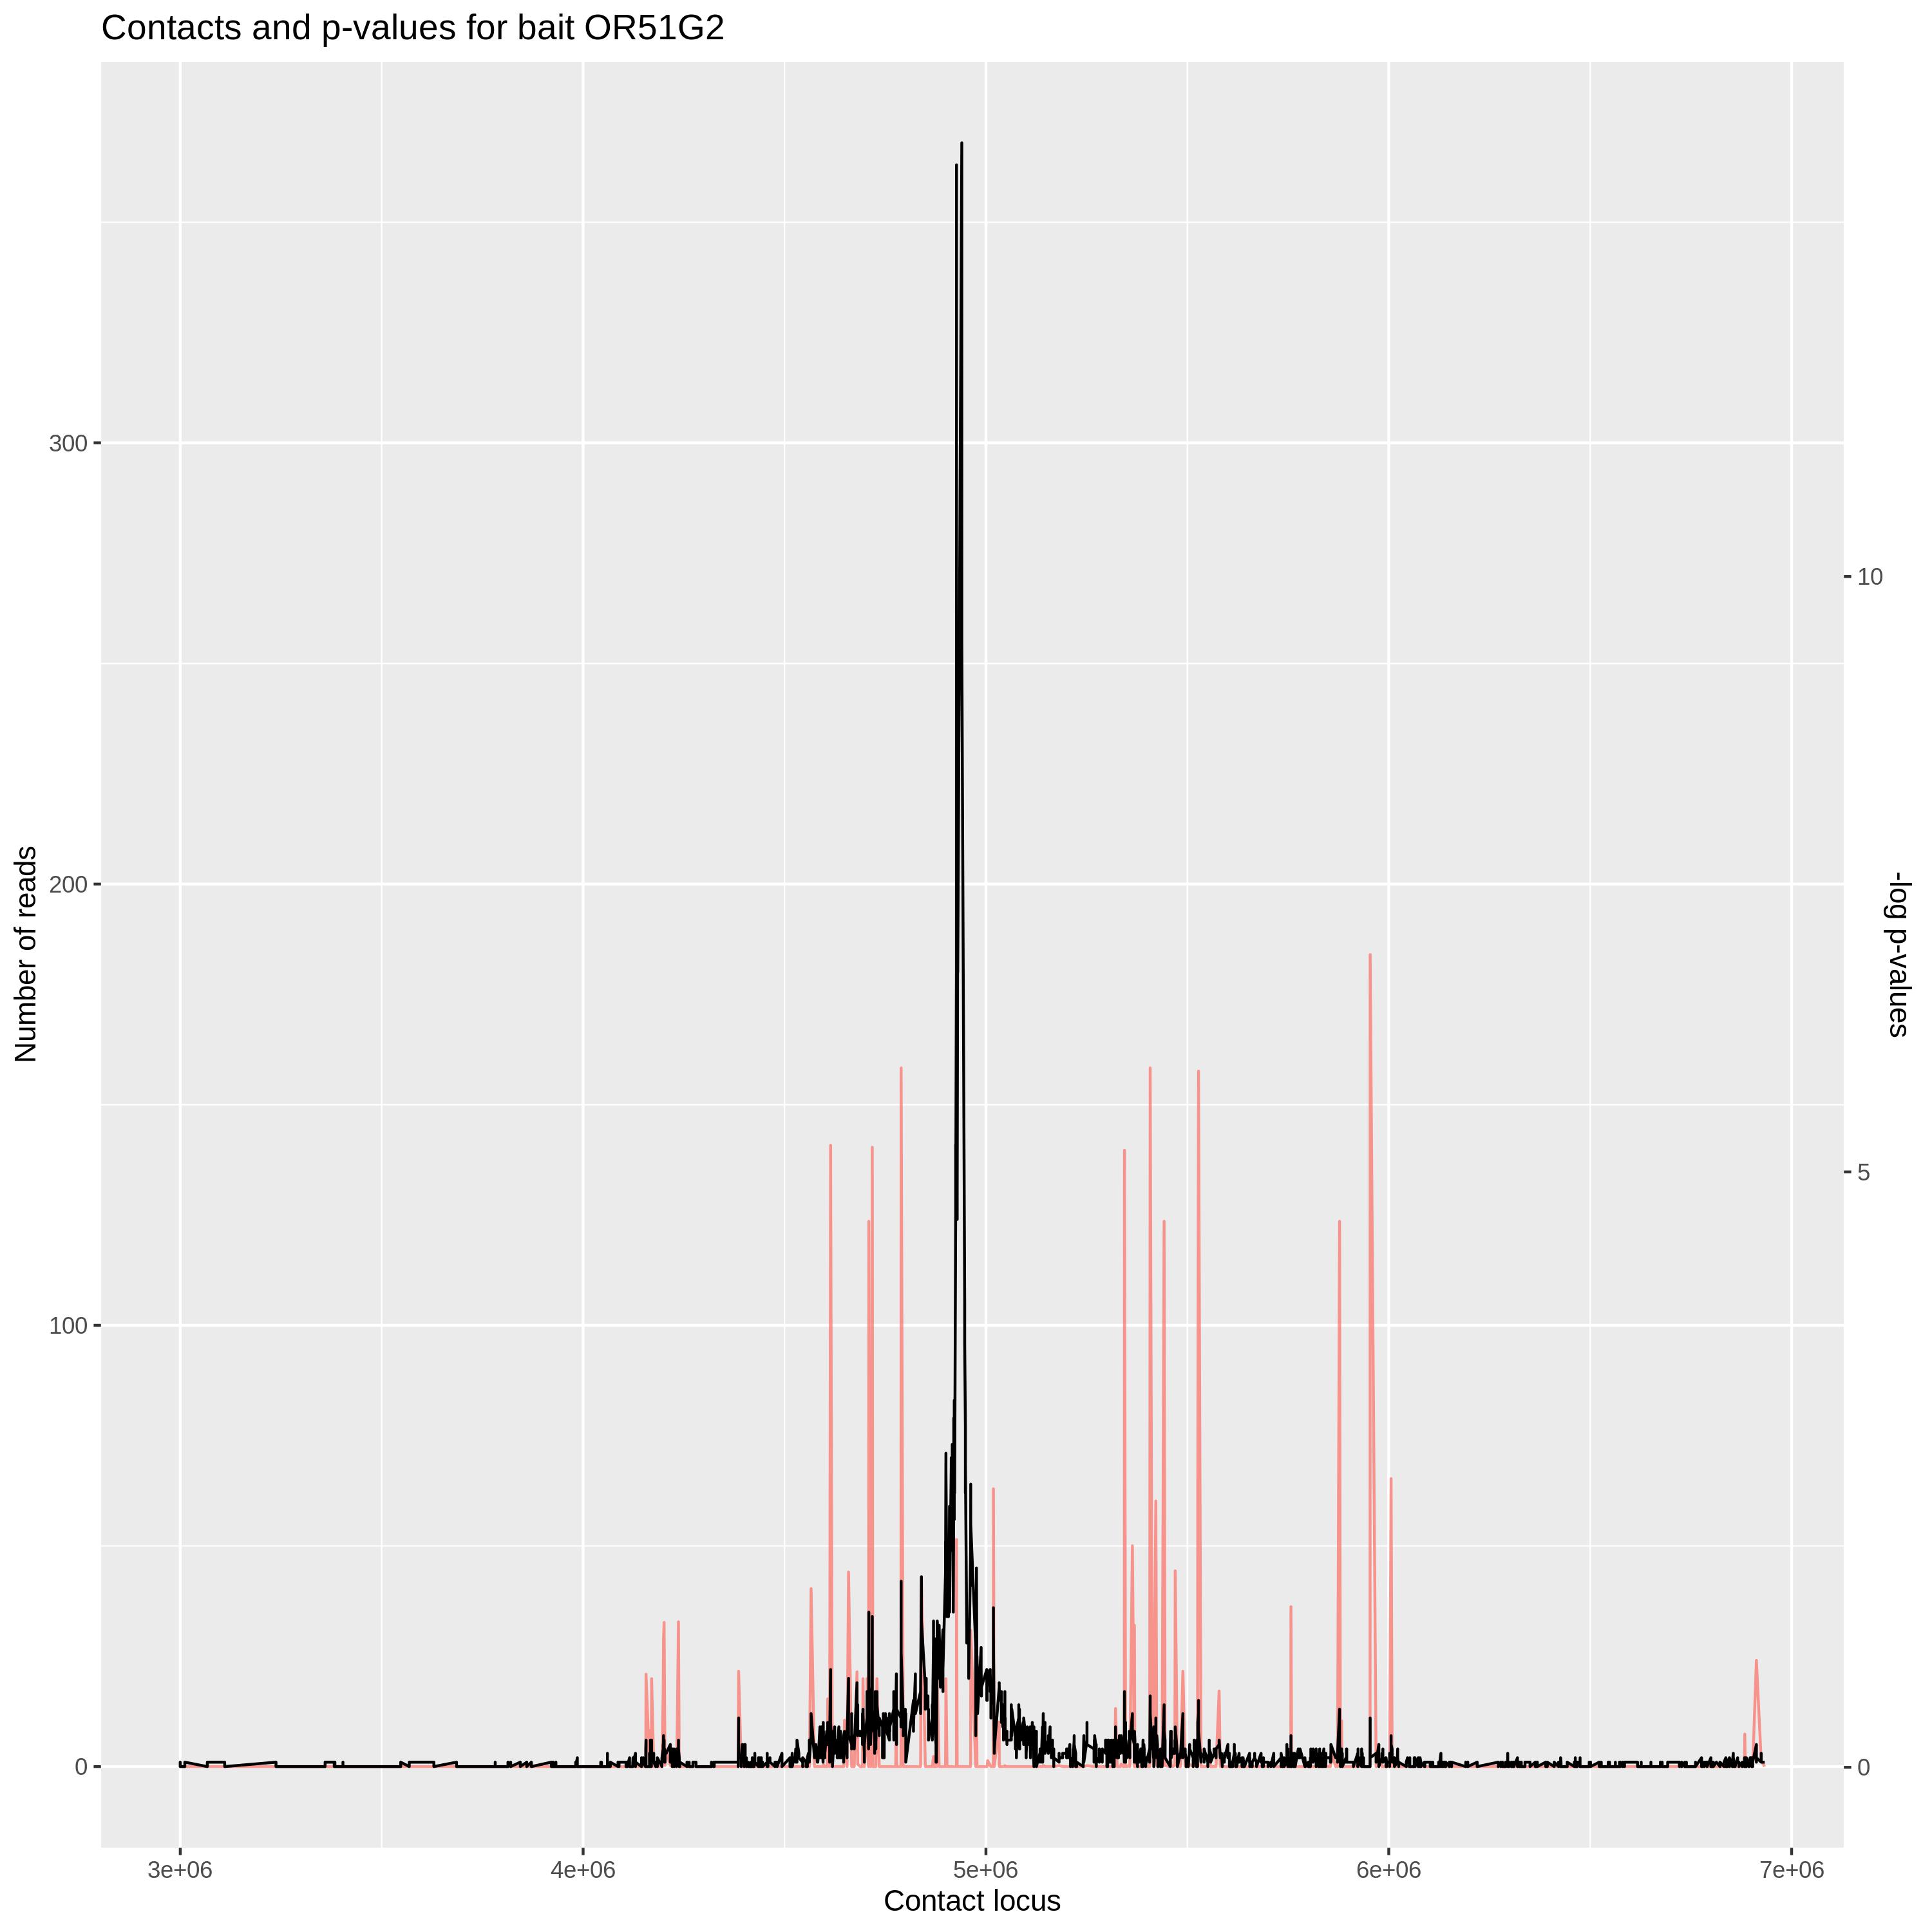 Contacts and p-values for bait OR51G2
300
200
100
0
Number of reads
10
5
0
-log p-values
3e+06
4e+06
5e+06
6e+06
7e+06
Contact locus